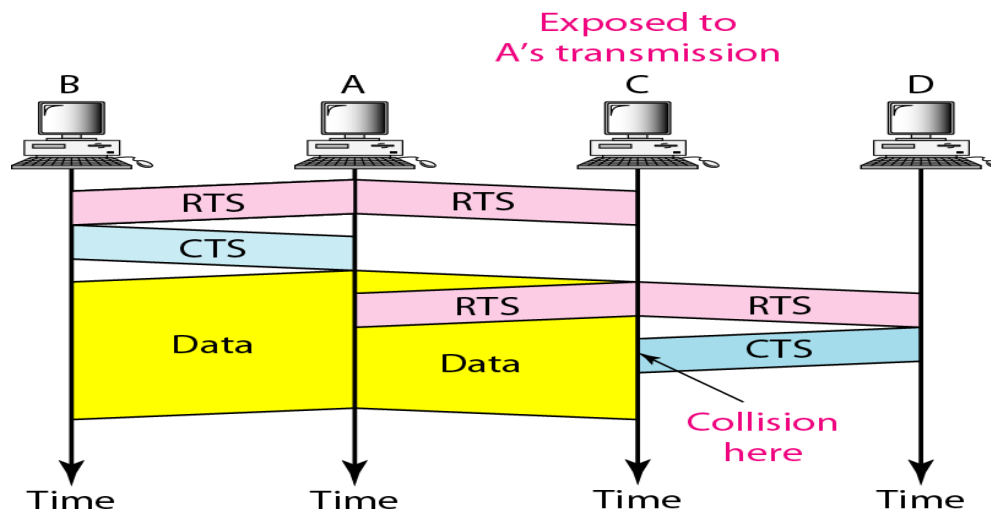 Exposed to
A's transmission
B
A
C
D
RTS
RTS
CTS
RTS
RTS
Data
Data
CTS
Collision
here
Time
Time
Time
Time